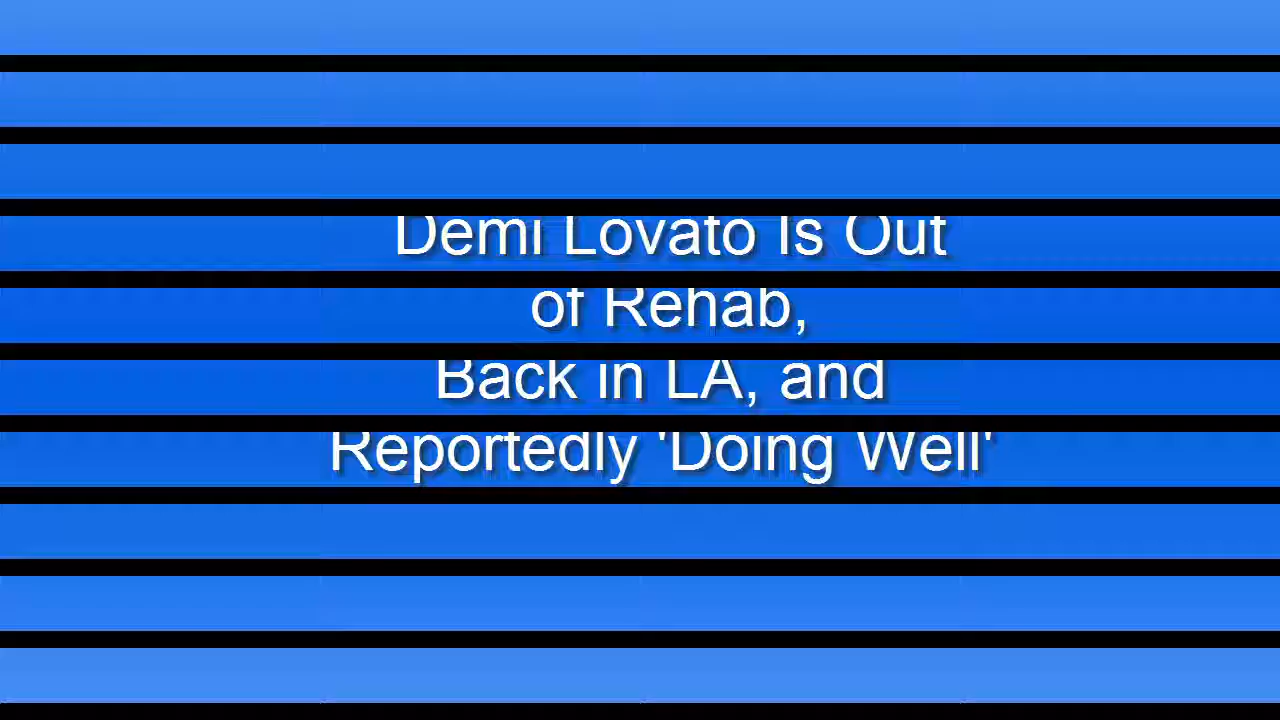 Demi Lovato Is Out
of Rehab,
Back in LA, and
Reportedly 'Doing Well'